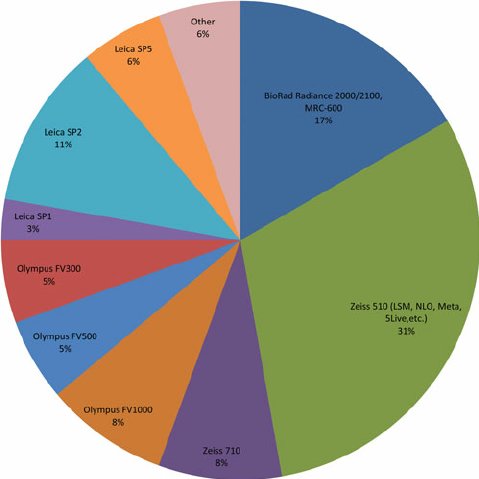 Other
6%
BioRad Radiance 2000/2100,
MRC-600
17%
Zeiss 510 (LSM, NLO, Meta,
5Live,etc.)
31%
Zeiss 710
8%
Olympus FV1000
8%
Olympus FV500
5%
Olympus FV300
5%
Leica SP1
3%
Leica SP2
11%
Leica SP5
6%